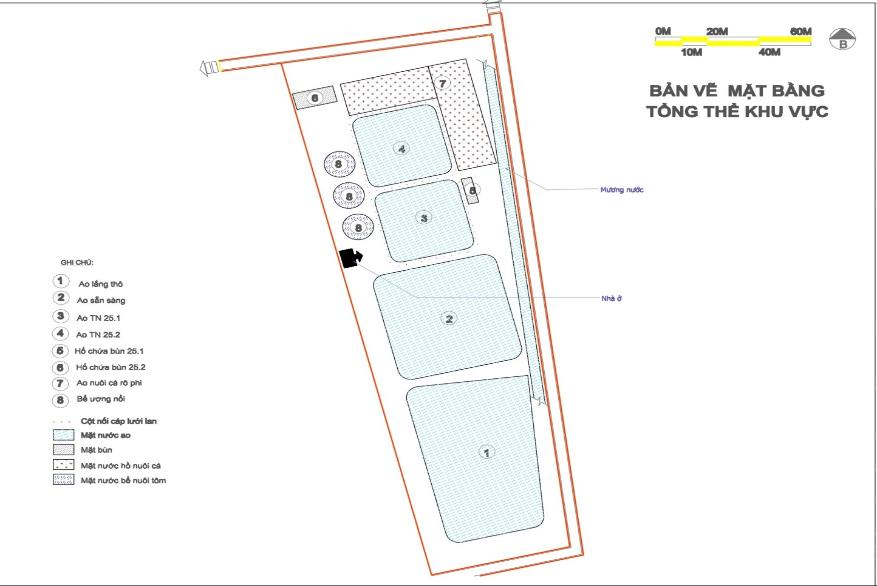 0M 20M 60M
10M 40M
B
BẢN VẼ MẶT BẰNG
TỔNG THỂ KHU VỰC
6
7
4
8
5
8
3
8
Mương nước
Nhà ở
2
1
GHI CHÚ:
1 Ao lắng thô
2 Ao sẵn sàng
3 Ao TN 25.1
4 Ao TN 25.2
5 Hố chứa bùn 25.1
6 Hố chứa bùn 25.2
7 Ao nuôi cá rô phi
8 Bể ương nổi
Cột nối cáp lưới lan
Mặt nước ao
Mặt bùn
Mặt nước hồ nuôi cá
Mặt nước bể nuôi tôm